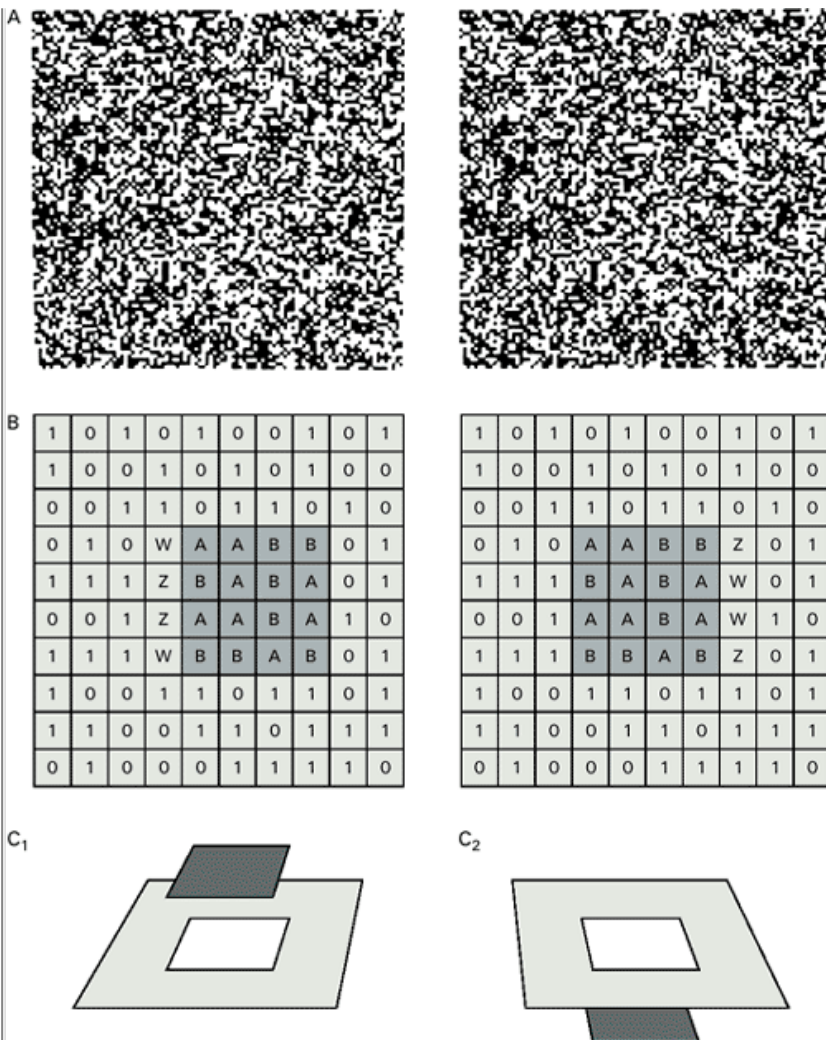 A
B
1 0 1 0 1 0 0 1 0 1 1 0 1 0 1 0 0 1 0 1
1 0 0 1 0 1 0 1 0 0 1 0 0 1 0 1 0 1 0 0
0 0 1 1 0 1 1 0 1 0 0 0 1 1 0 1 1 0 1 0
0 1 0 W A A B B 0 1 0 1 0 A A B B Z 0 1
1 1 1 Z B A B A 0 1 1 1 1 B A B A W 0 1
0 0 1 Z A A B A 1 0 0 0 1 A A B A W 1 0
1 1 1 W B B A B 0 1 1 1 1 B B A B Z 0 1
1 0 0 1 1 0 1 1 0 1 1 0 0 1 1 0 1 1 0 1
1 1 0 0 1 1 0 1 1 1 1 1 0 0 1 1 0 1 1 1
0 1 0 0 0 1 1 1 1 0 0 1 0 0 0 1 1 1 1 0
C1 C2